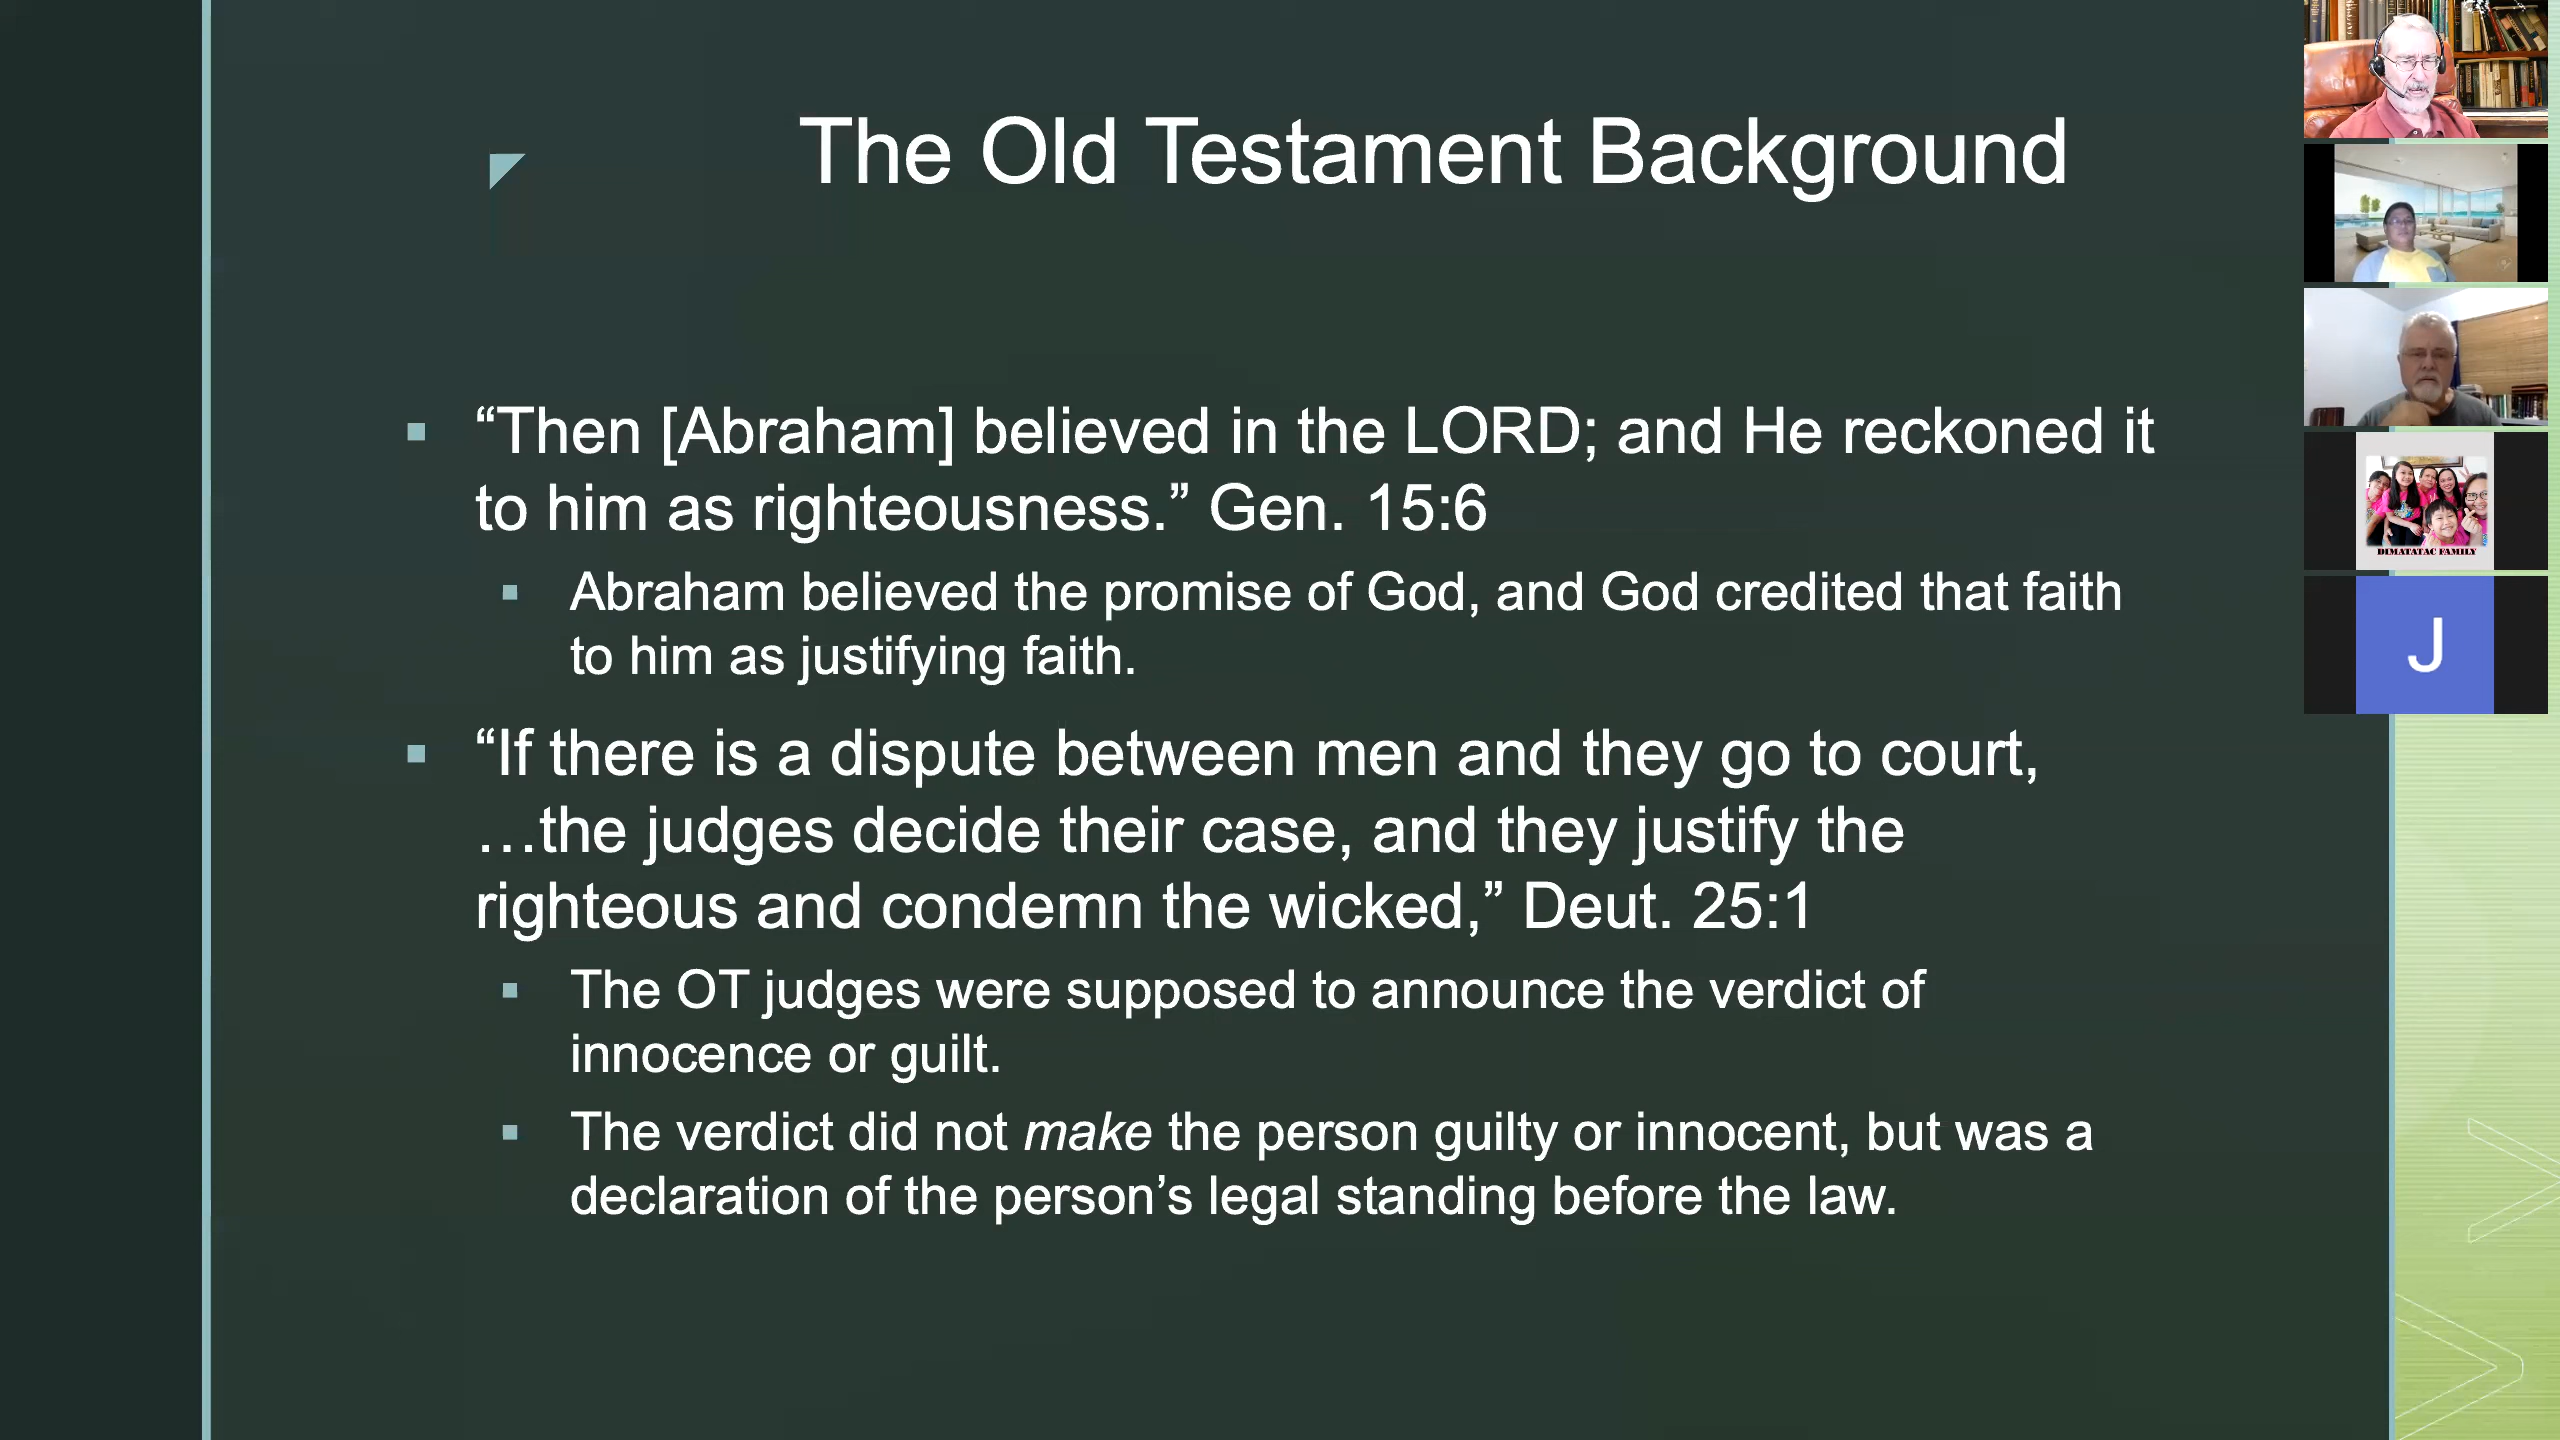 The Old Testament Background
“Then [Abraham] believed in the LORD; and He reckoned it
to him as righteousness.” Gen. 15:6
Abraham believed the promise of God, and God credited that faith
to him as justifying faith.
“If there is a dispute between men and they go to court,
…the judges decide their case, and they justify the
righteous and condemn the wicked,” Deut. 25:1
The OT judges were supposed to announce the verdict of
innocence or guilt.
The verdict did not make the person guilty or innocent, but was a
declaration of the person’s legal standing before the law.
DIMATATAC FAMILY
J